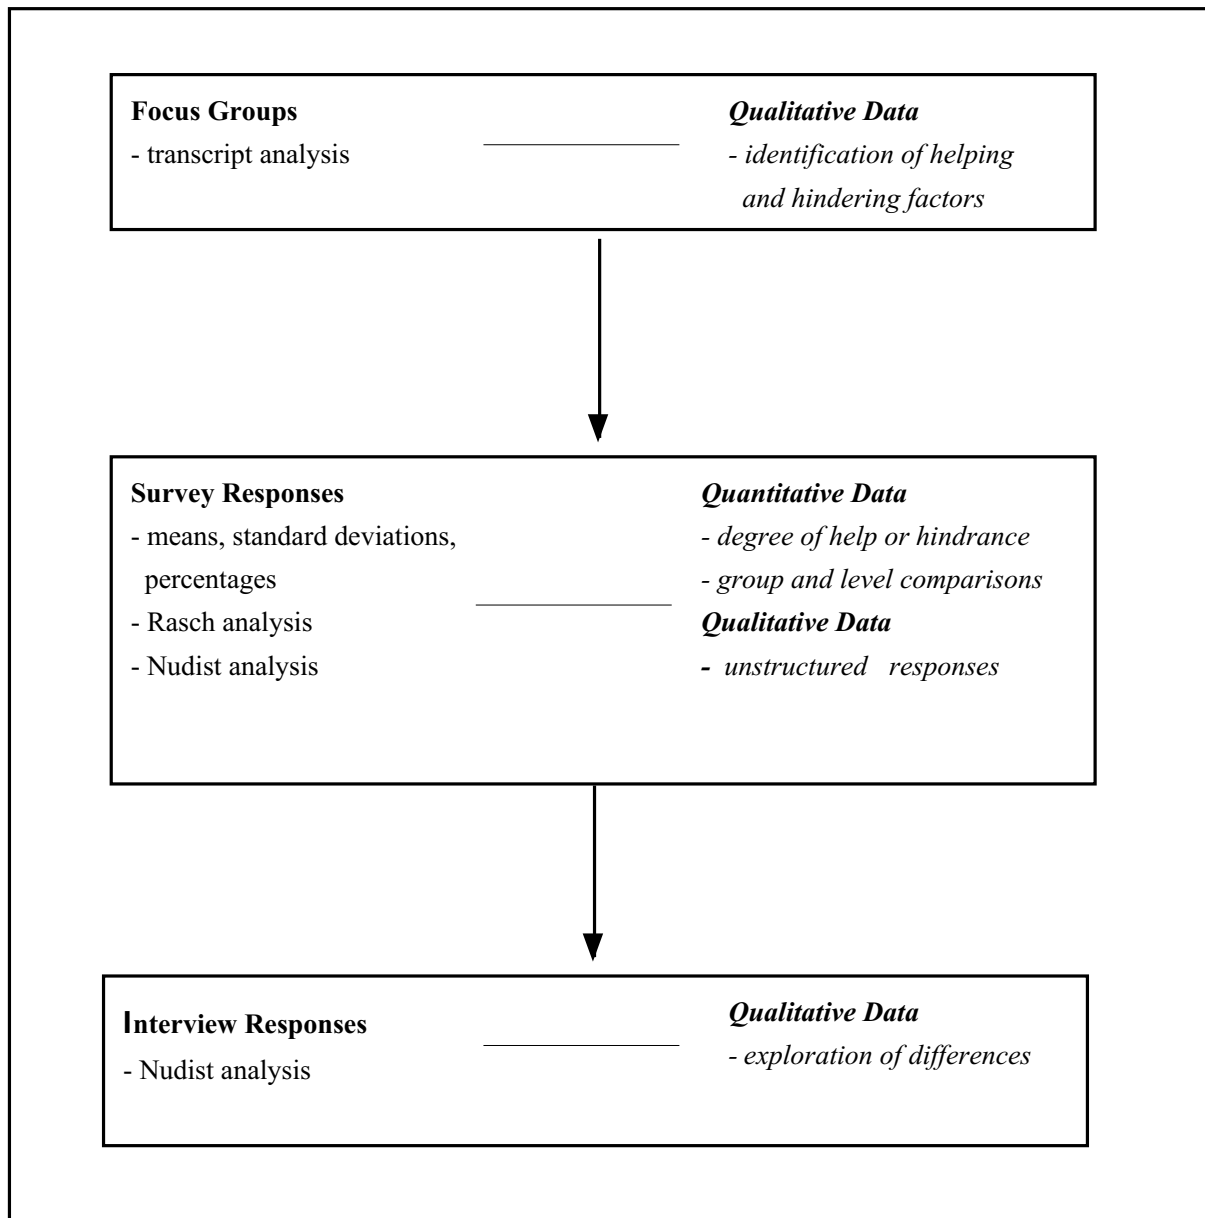 Focus Groups
- transcript analysis
Qualitative Data
- identification of helping
and hindering factors
Survey Responses
- means, standard deviations,
percentages
- Rasch analysis
- Nudist analysis
Quantitative Data
- degree of help or hindrance
- group and level comparisons
Qualitative Data
- unstructured responses
Interview Responses
- Nudist analysis
Qualitative Data
- exploration of differences